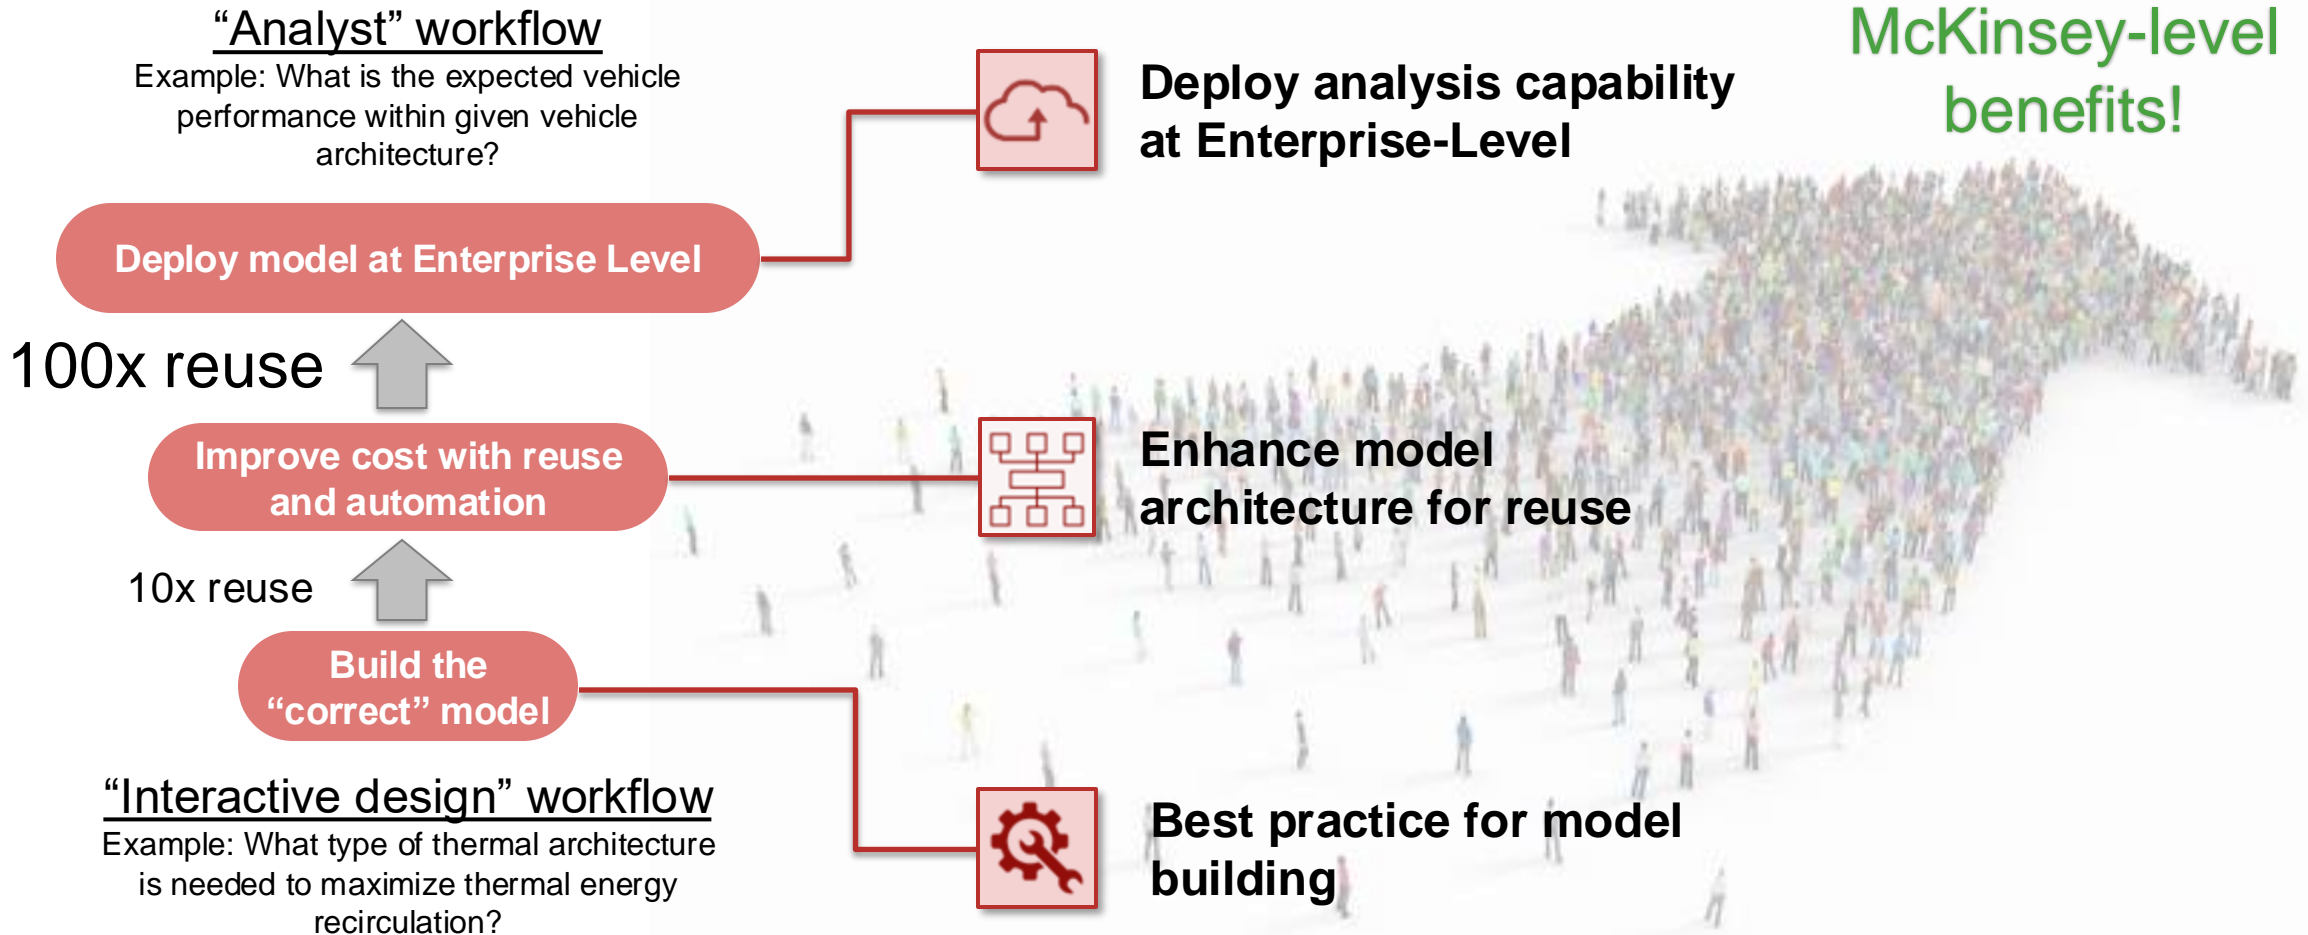 “Analyst” workflow
Example: What is the expected vehicle
performance within given vehicle
architecture?
Deploy model at Enterprise Level
100x reuse
Improve cost with reuse
and automation
10x reuse
Build the
“correct” model
“Interactive design” workflow
Example: What type of thermal architecture
is needed to maximize thermal energy
recirculation?
Deploy analysis capability
at Enterprise-Level
Enhance model
architecture for reuse
Best practice for model
building
McKinsey-level
benefits!